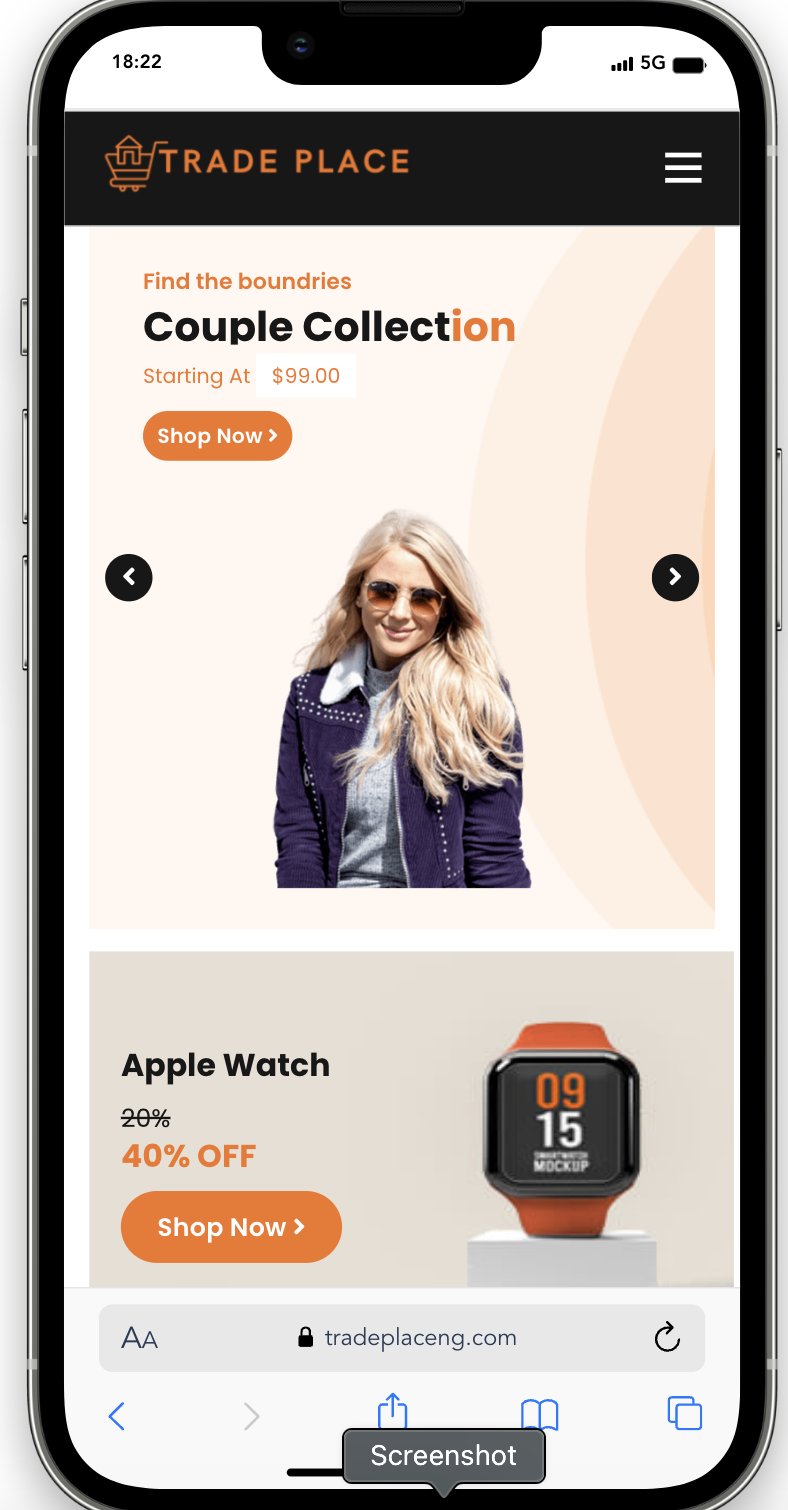 18:22
5G
TRADE PLACE
Find the boundries
Couple Collection
Starting At $99.00
Shop Now >
Apple Watch
20%
40% OFF
Shop Now >
09
15
SMARTWATCH
MOCKUP
AA
tradeplaceng.com
Screenshot